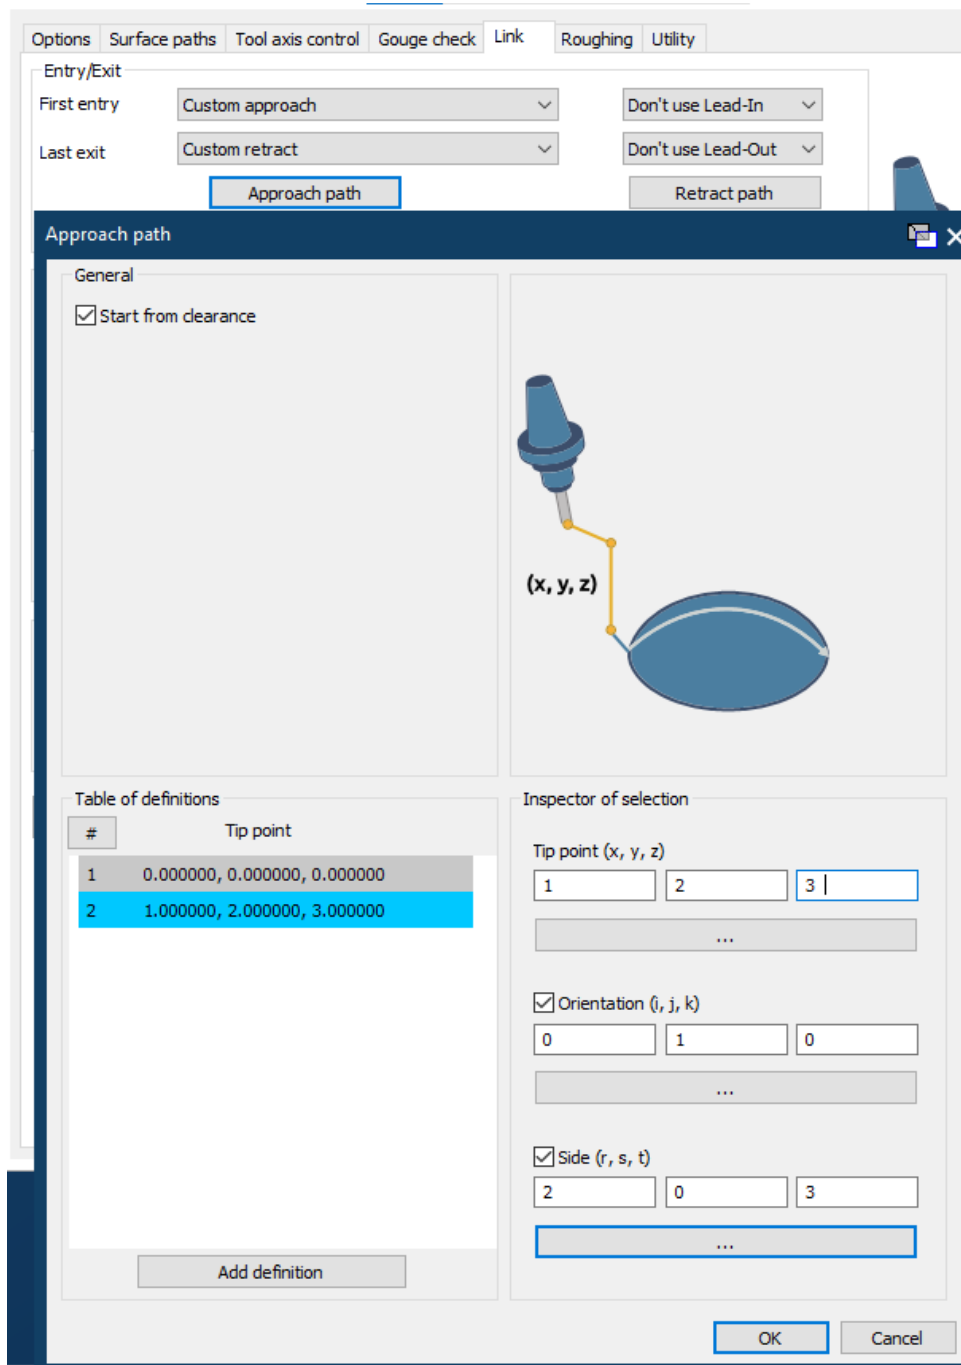 Options Surface paths Tool axis control Gouge check Link Roughing Utility
Entry/Exit
First entry Custom approach Don't use Lead-In
Last exit Custom retract Don't use Lead-Out
Approach path Retract path
Approach path
General
Start from clearance
(x, y, z)
Table of definitions
# Tip point
1 0.000000, 0.000000, 0.000000
2 1.000000, 2.000000, 3.000000
Add definition
Inspector of selection
Tip point (x, y, z)
1 2 3
...
Orientation (i, j, k)
0 1 0
...
Side (r, s, t)
2 0 3
...
OK Cancel